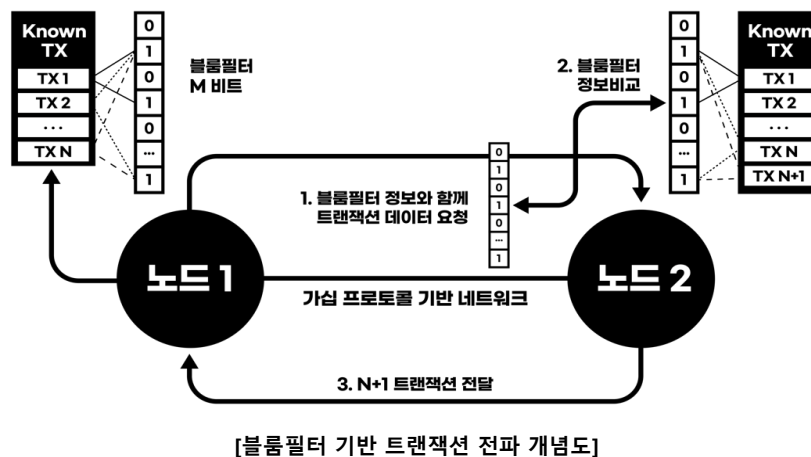 Known
TX
TX 1
TX 2
...
TX N
0
1
0
1
0
...
1
블룸필터
M 비트
2. 블룸필터
정보비교
0
1
0
1
0
...
1
Known
TX
TX 1
TX 2
...
TX N
TX N+1
1. 블룸필터 정보와 함께
트랜잭션 데이터 요청
0
1
0
1
0
...
1
노드 1
노드 2
가십 프로토콜 기반 네트워크
3. N+1 트랜잭션 전달
[블룸필터 기반 트랜잭션 전파 개념도]